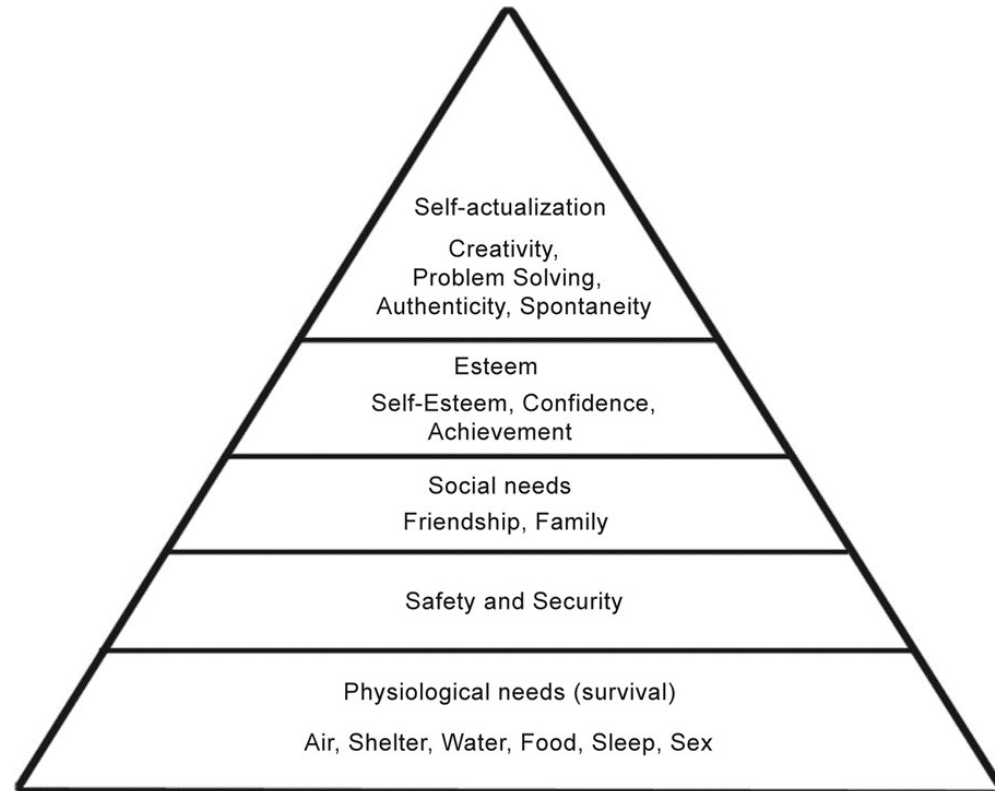 Self-actualization
Creativity,
Problem Solving,
Authenticity, Spontaneity
Esteem
Self-Esteem, Confidence,
Achievement
Social needs
Friendship, Family
Safety and Security
Physiological needs (survival)
Air, Shelter, Water, Food, Sleep, Sex